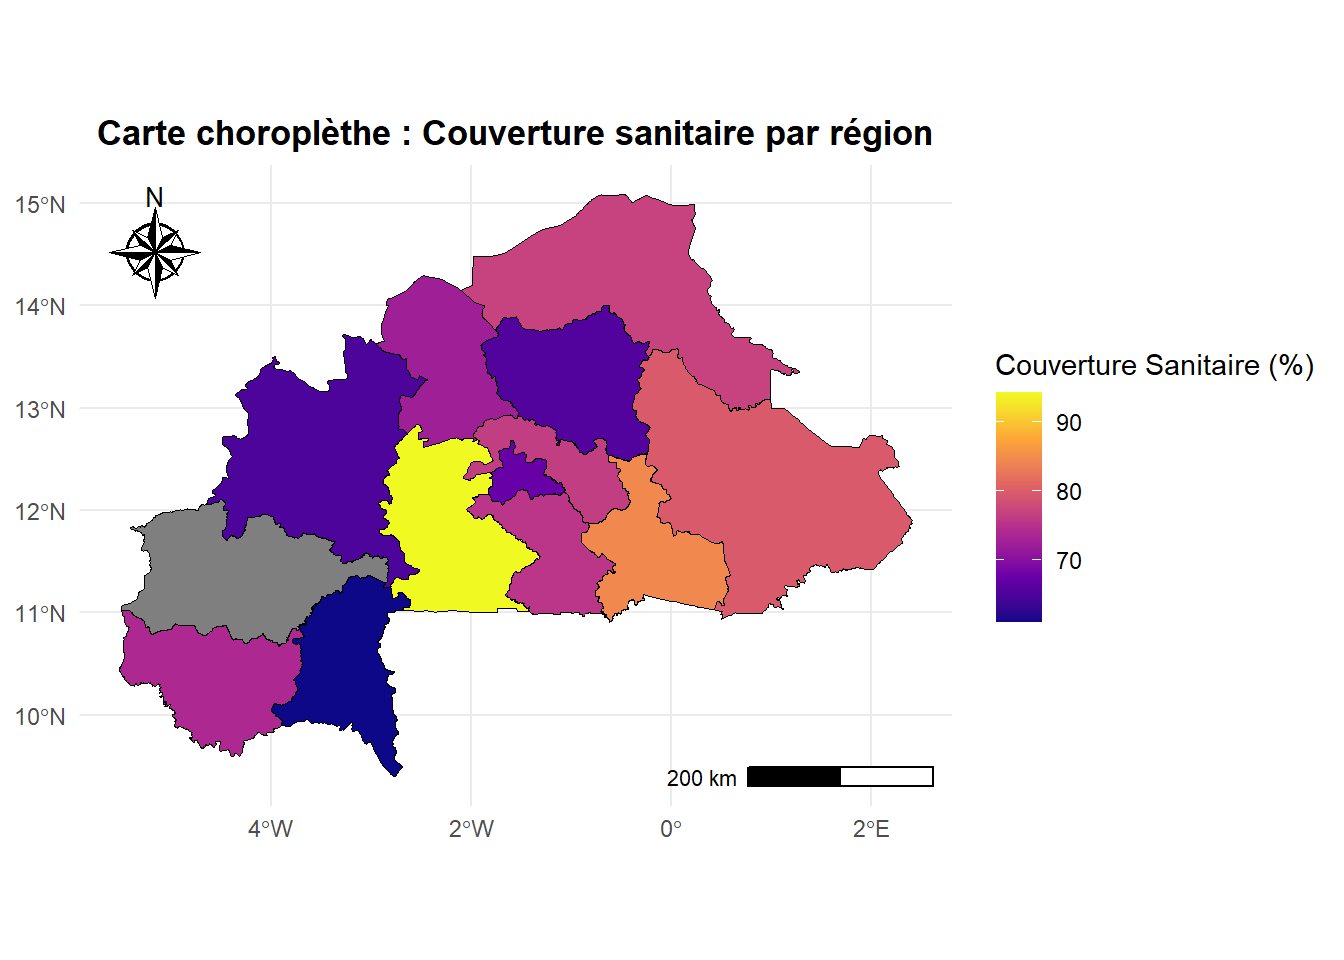 Carte choroplèthe : Couverture sanitaire par région
N
15°N
14°N
13°N
12°N
11°N
10°N
4°W
2°W
0°
2°E
200 km
Couverture Sanitaire (%)
90
80
70